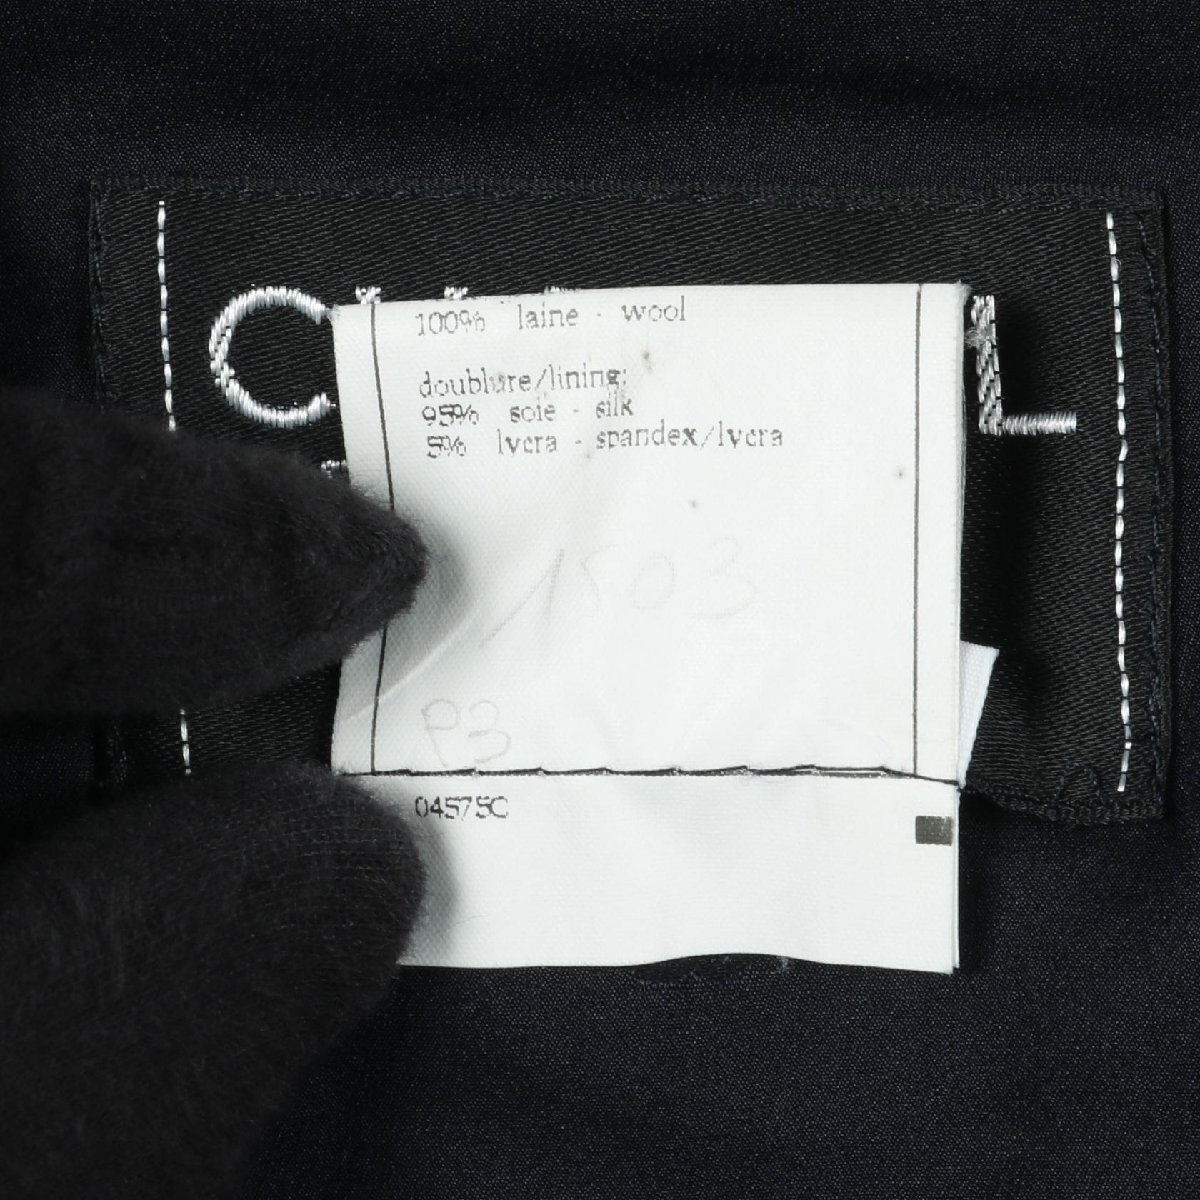 C L
100% laine - wool
doublure/lining:
95% soie - silk
5% lycra - spandex/lycra
1503
P3
04575C